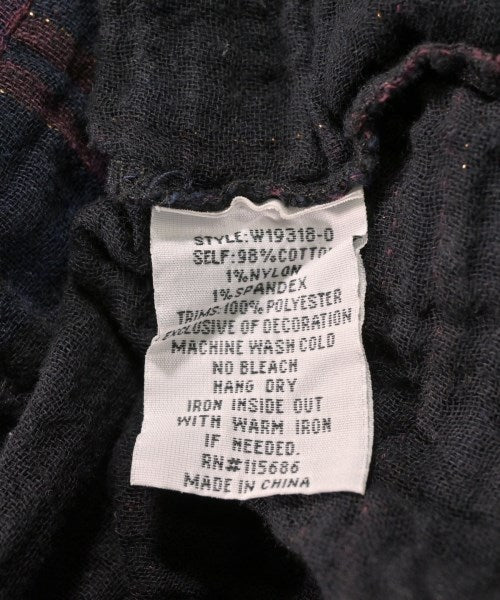 STYLE:W19318-0
SELF:98%COTTON
1%NYLON
1%SPANDEX
TRIMS:100%POLYESTER
EXCLUSIVE OF DECORATION
MACHINE WASH COLD
NO BLEACH
HANG DRY
IRON INSIDE OUT
WITH WARM IRON
IF NEEDED.
RN#115686
MADE IN CHINA